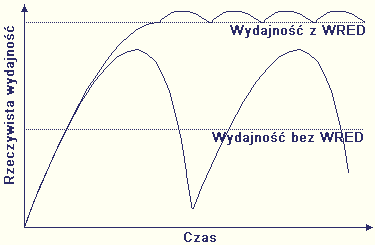 Wydajność z WRED
Wydajność bez WRED
Rzeczywista wydajność
Czas